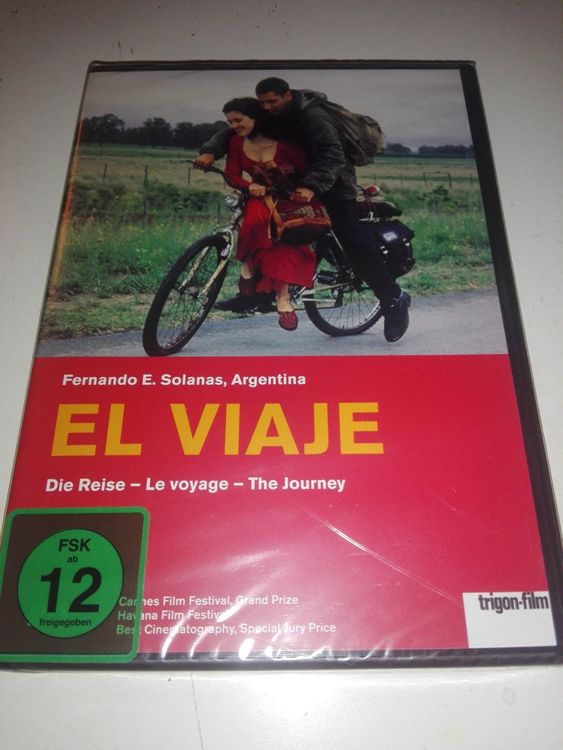 Fernando E. Solanas, Argentina
EL VIAJE
Die Reise – Le voyage – The Journey
FSK
ab
12
freigegeben
Cannes Film Festival, Grand Prize
Havana Film Festival
Best Cinematography, Special Jury Price
trigon-film